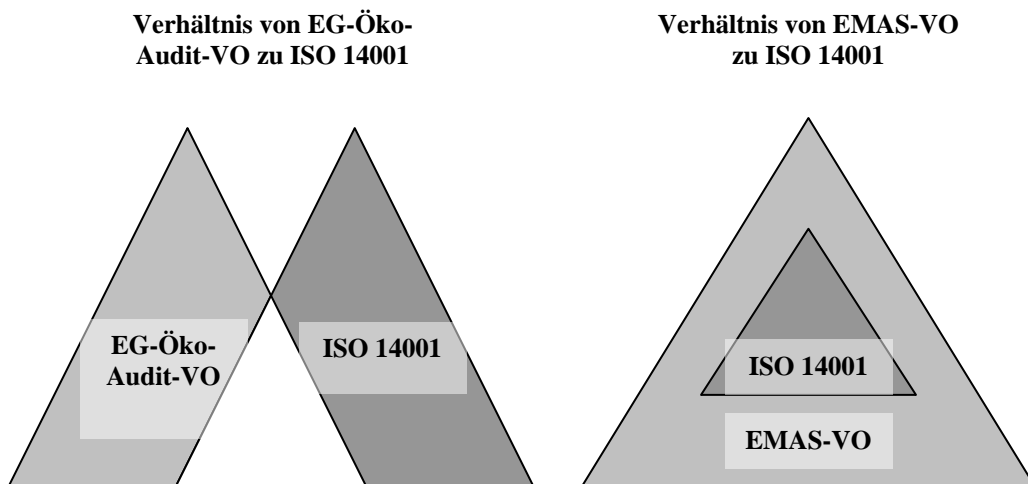 Verhältnis von EG-Öko-
Audit-VO zu ISO 14001
Verhältnis von EMAS-VO
zu ISO 14001
EG-Öko-
Audit-VO
ISO 14001
ISO 14001
EMAS-VO